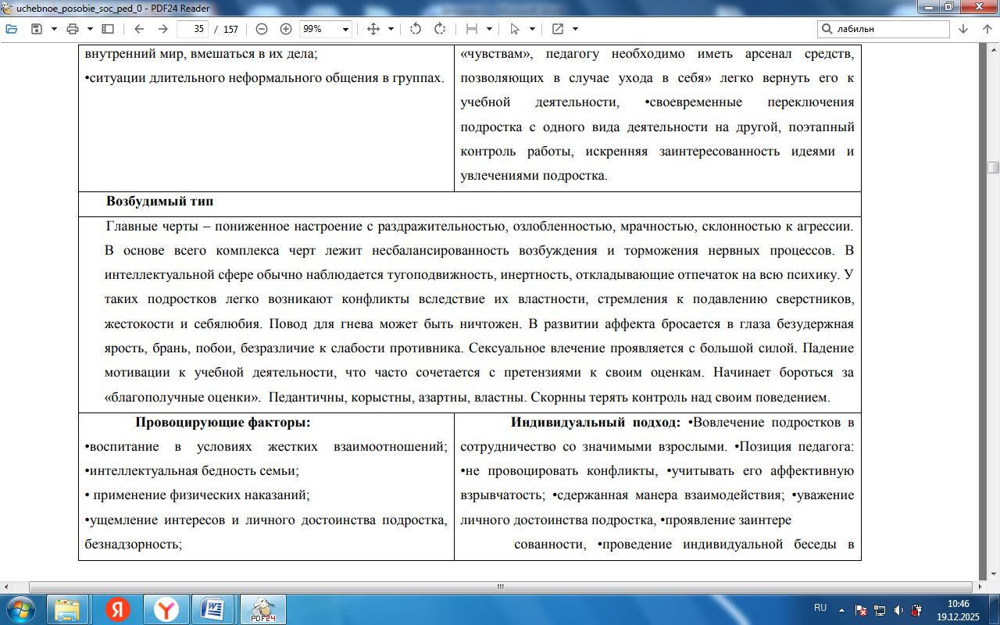 uchebnoe_posobie_soc_ped_0 - PDF24 Reader
35 / 157
99%
лабильн
внутренний мир, вмешаться в их дела;
•ситуации длительного неформального общения в группах.
«чувствам», педагогу необходимо иметь арсенал средств,
позволяющих в случае ухода в себя» легко вернуть его к
учебной деятельности, •своевременные переключения
подростка с одного вида деятельности на другой, поэтапный
контроль работы, искренняя заинтересованность идеями и
увлечениями подростка.
Возбудимый тип
Главные черты – пониженное настроение с раздражительностью, озлобленностью, мрачностью, склонностью к агрессии.
В основе всего комплекса черт лежит несбалансированность возбуждения и торможения нервных процессов. В
интеллектуальной сфере обычно наблюдается тугоподвижность, инертность, откладывающие отпечаток на всю психику. У
таких подростков легко возникают конфликты вследствие их властности, стремления к подавлению сверстников,
жестокости и себялюбия. Повод для гнева может быть ничтожен. В развитии аффекта бросается в глаза безудержная
ярость, брань, побои, безразличие к слабости противника. Сексуальное влечение проявляется с большой силой. Падение
мотивации к учебной деятельности, что часто сочетается с претензиями к своим оценкам. Начинает бороться за
«благополучные оценки». Педантичны, корыстны, азартны, властны. Скорнны терять контроль над своим поведением.
Провоцирующие факторы:
•воспитание в условиях жестких взаимоотношений;
•интеллектуальная бедность семьи;
• применение физических наказаний;
•ущемление интересов и личного достоинства подростка,
безнадзорность;
Индивидуальный подход: •Вовлечение подростков в
сотрудничество со значимыми взрослыми. •Позиция педагога:
•не провоцировать конфликты, •учитывать его аффективную
взрывчатость; •сдержанная манера взаимодействия; •уважение
личного достоинства подростка, •проявление заинтере
сованности, •проведение индивидуальной беседы в
Я
Y
W
PDF24
RU
10:46
19.12.2025